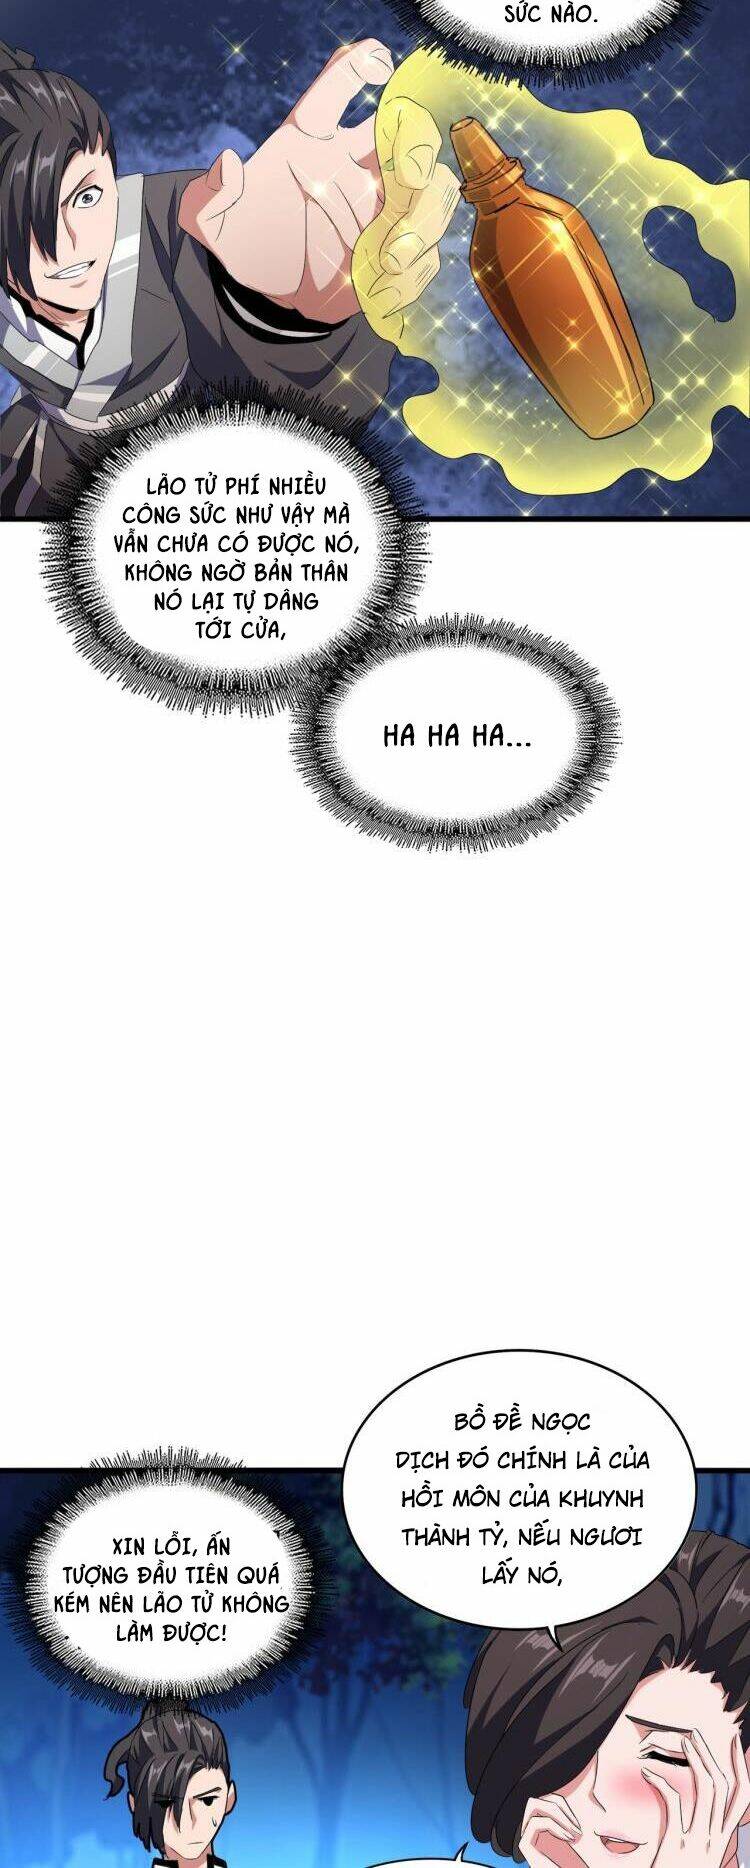 SỨC NÀO.
LÃO TỬ PHÍ NHIỀU
CÔNG SỨC NHƯ VẬY MÀ
VẪN CHƯA CÓ ĐƯỢC NÓ,
KHÔNG NGỜ BẢN THÂN
NÓ LẠI TỰ DÂNG
TỚI CỬA,
HA HA HA...
BỒ ĐỀ NGỌC
DỊCH ĐÓ CHÍNH LÀ CỦA
HỒI MÔN CỦA KHUYNH
THÀNH TỶ, NẾU NGƯƠI
LẤY NÓ,
XIN LỖI, ẤN
TƯỢNG ĐẦU TIÊN QUÁ
KÉM NÊN LÃO TỬ KHÔNG
LÀM ĐƯỢC!